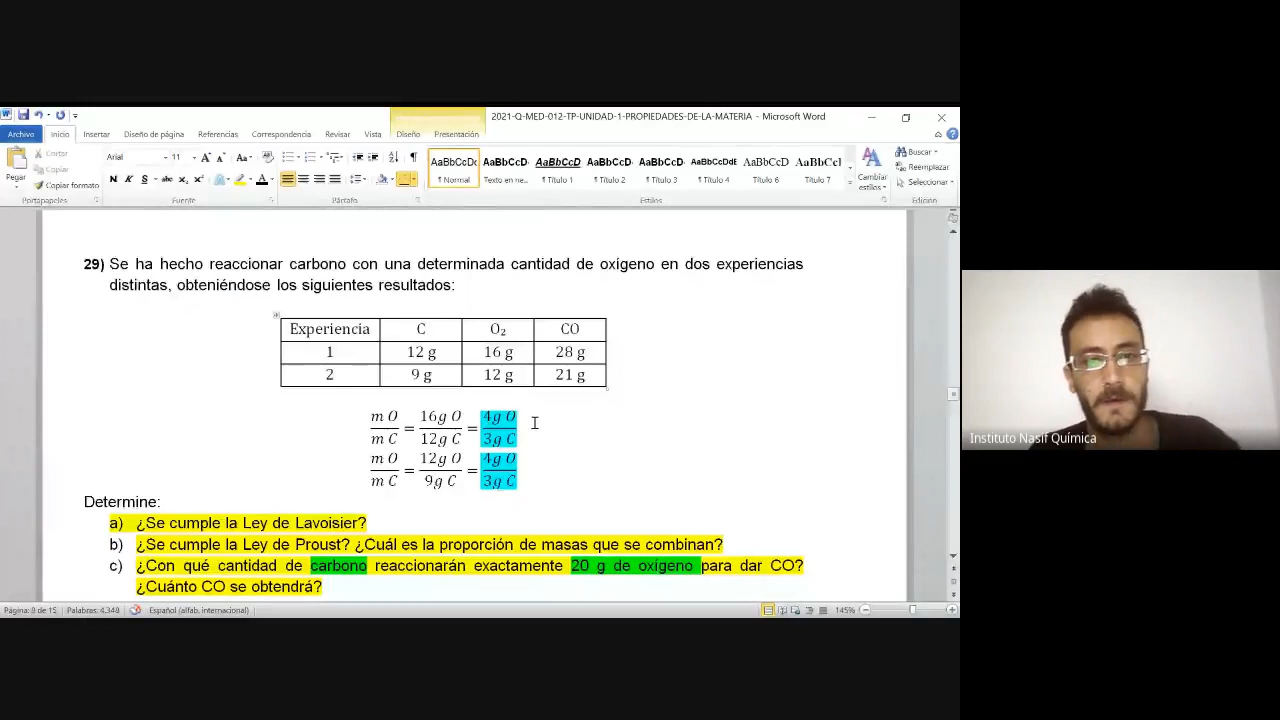 2021-Q-MED-012-TP-UNIDAD-1-PROPIEDADES-DE-LA-MATERIA - Microsoft Word
Archivo Inicio Insertar Diseño de página Referencias Correspondencia Revisar Vista Diseño Presentación
Pegar
Cortar
Copiar
Copiar formato
Portapapeles
Arial 11
Fuente
Párrafo
AaBbCcDc AaBbCcD AaBbCcD AaBbCcD AaBbCcD AaBbCcDdE AaBbCcDc AaBbCcI
¶ Normal Texto en ne... ¶ Título 1 ¶ Título 2 ¶ Título 3 ¶ Título 4 ¶ Título 6 ¶ Título 7
Estilos
Cambiar estilos
Buscar
Reemplazar
Seleccionar
Edición
29) Se ha hecho reaccionar carbono con una determinada cantidad de oxígeno en dos experiencias
distintas, obteniéndose los siguientes resultados:
Experiencia C O₂ CO
1 12 g 16 g 28 g
2 9 g 12 g 21 g
m O / m C = 16g O / 12g C = 4g O / 3g C
m O / m C = 12g O / 9g C = 4g O / 3g C
Determine:
a) ¿Se cumple la Ley de Lavoisier?
b) ¿Se cumple la Ley de Proust? ¿Cuál es la proporción de masas que se combinan?
c) ¿Con qué cantidad de carbono reaccionarán exactamente 20 g de oxígeno para dar CO?
¿Cuánto CO se obtendrá?
Palabras: 4.348 Español (alfab. internacional) 145%
Instituto Nasif Química